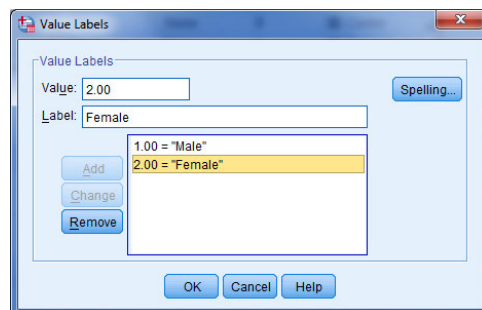 Value Labels
Value Labels
Value: 2.00
Spelling...
Label: Female
1.00 = "Male"
Add
2.00 = "Female"
Change
Remove
OK Cancel Help